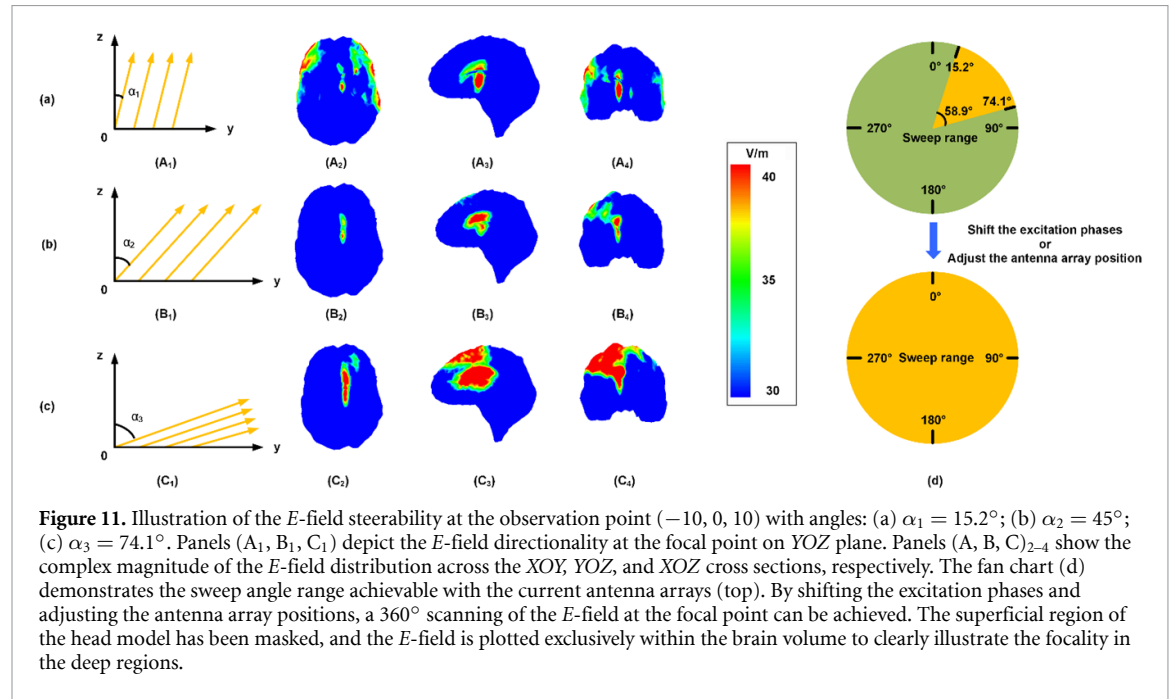 z
(a)
α₁
0
y
(A₁)
(A₂)
(A₃)
(A₄)
z
(b)
α₂
0
y
(B₁)
(B₂)
(B₃)
(B₄)
z
(c)
α₃
0
y
(C₁)
(C₂)
(C₃)
(C₄)
V/m
40
35
30
0°
15.2°
74.1°
58.9°
270°
90°
Sweep range
180°
Shift the excitation phases
or
Adjust the antenna array position
0°
270°
Sweep range
90°
180°
(d)
Figure 11. Illustration of the E-field steerability at the observation point (−10, 0, 10) with angles: (a) α₁ = 15.2°; (b) α₂ = 45°;
(c) α₃ = 74.1°. Panels (A₁, B₁, C₁) depict the E-field directionality at the focal point on YOZ plane. Panels (A, B, C)₂₋₄ show the
complex magnitude of the E-field distribution across the XOY, YOZ, and XOZ cross sections, respectively. The fan chart (d)
demonstrates the sweep angle range achievable with the current antenna arrays (top). By shifting the excitation phases and
adjusting the antenna array positions, a 360° scanning of the E-field at the focal point can be achieved. The superficial region of
the head model has been masked, and the E-field is plotted exclusively within the brain volume to clearly illustrate the focality in
the deep regions.